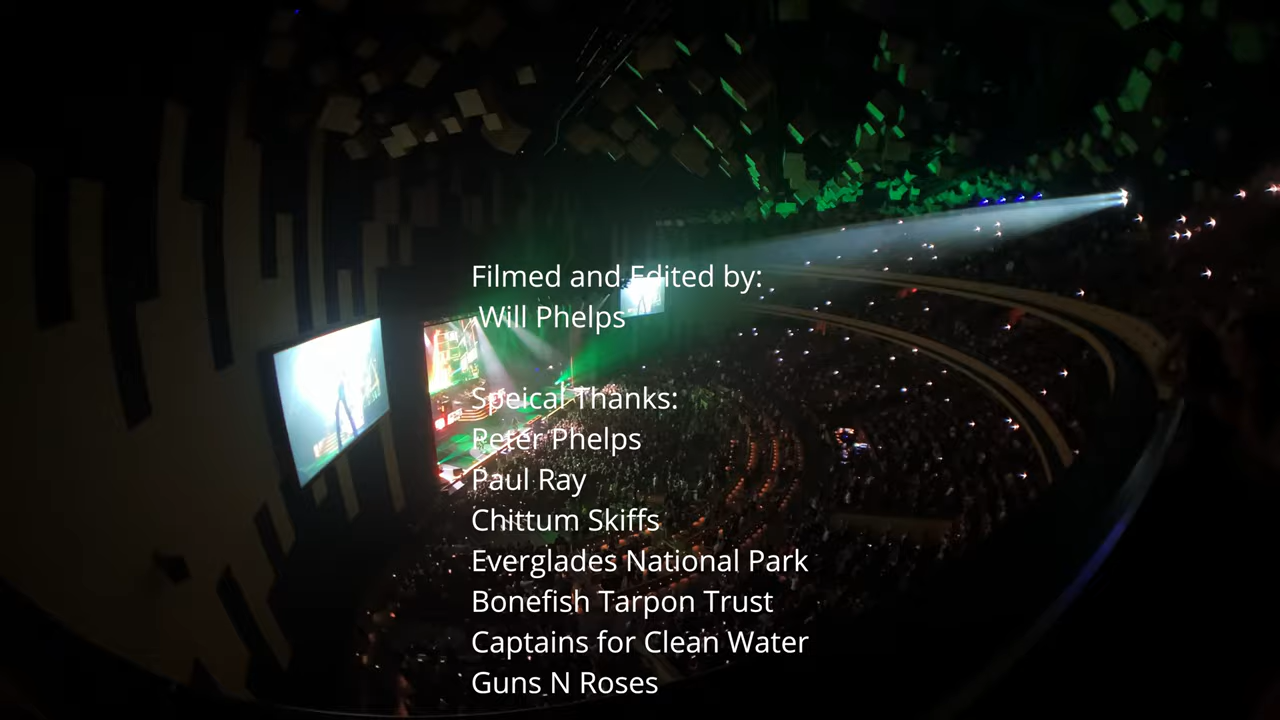 Filmed and Edited by:
Will Phelps
Speical Thanks:
Peter Phelps
Paul Ray
Chittum Skiffs
Everglades National Park
Bonefish Tarpon Trust
Captains for Clean Water
Guns N Roses